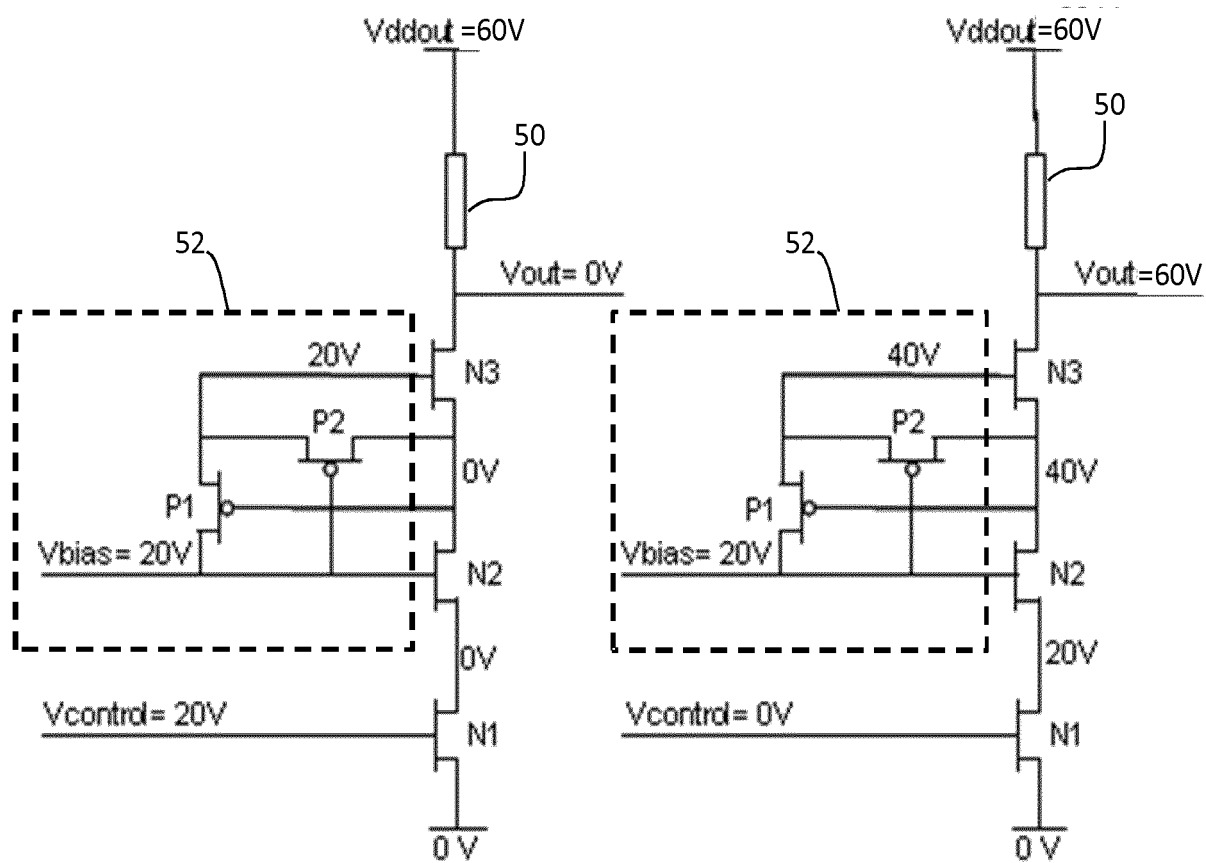 Vddout =60V
50
52
Vout= 0V
20V
N3
P2
0V
P1
Vbias= 20V
N2
0V
Vcontrol= 20V
N1
0 V
Vddout=60V
50
52
Vout=60V
40V
N3
P2
40V
P1
Vbias= 20V
N2
20V
Vcontrol= 0V
N1
0 V